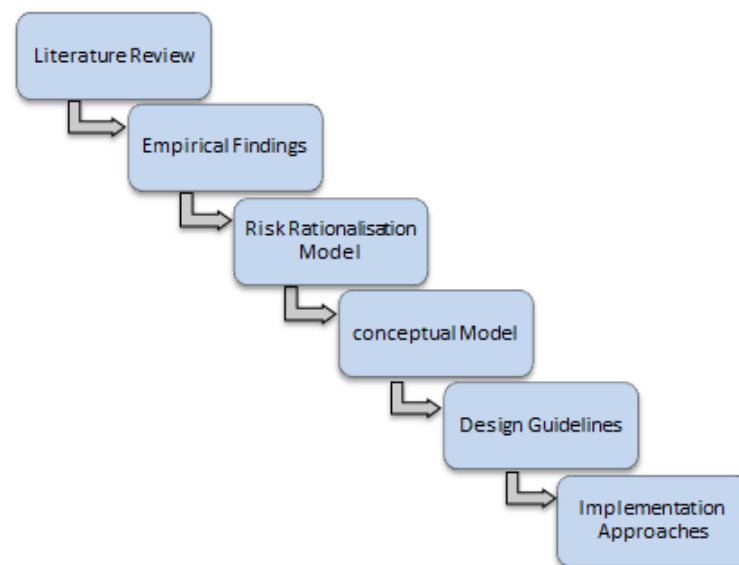 Literature Review
Empirical Findings
Risk Rationalisation
Model
conceptual Model
Design Guidelines
Implementation
Approaches